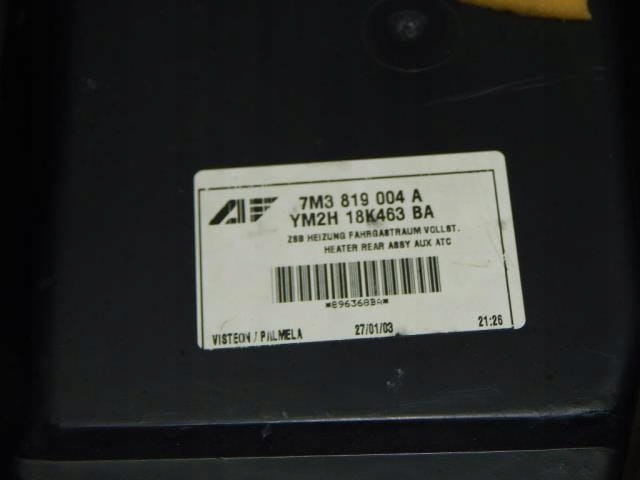 AF
7M3 819 004 A
YM2H 18K463 BA
ZSB HEIZUNG FAHRGASTRAUM VOLLST.
HEATER REAR ASSY AUX ATC
*896368BA*
VISTEON / PALMELA 27/01/03 21:26